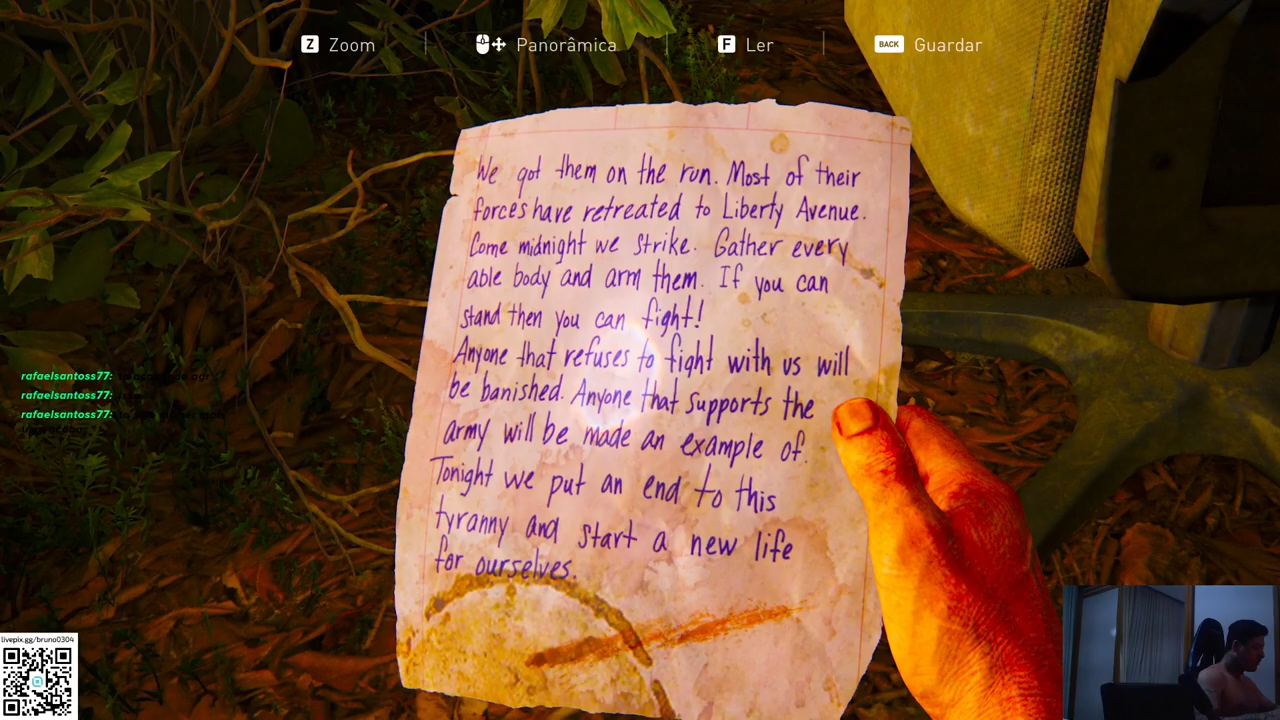 Z Zoom
Panorâmica
F Ler
BACK Guardar
We got them on the run. Most of their
forces have retreated to Liberty Avenue.
Come midnight we strike. Gather every
able body and arm them. If you can
stand then you can fight!
Anyone that refuses to fight with us will
be banished. Anyone that supports the
army will be made an example of.
Tonight we put an end to this
tyranny and start a new life
for ourselves.
rafaelsantoss77:
rafaelsantoss77:
rafaelsantoss77:
livepix.gg/bruno0304